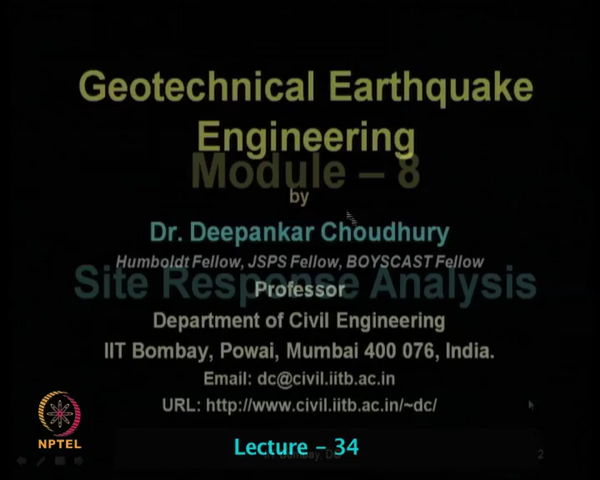 Geotechnical Earthquake
Engineering
Module – 8
by
Dr. Deepankar Choudhury
Humboldt Fellow, JSPS Fellow, BOYSCAST Fellow
Site Response Analysis
Professor
Department of Civil Engineering
IIT Bombay, Powai, Mumbai 400 076, India.
Email: dc@civil.iitb.ac.in
URL: http://www.civil.iitb.ac.in/~dc/
NPTEL
Lecture – 34
2